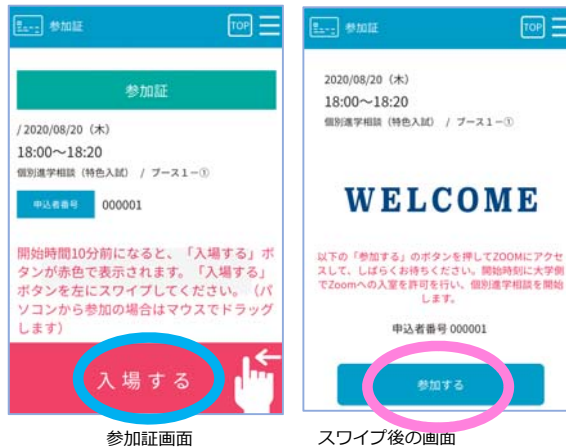 参加証
TOP
参加証
/ 2020/08/20（木）
18:00～18:20
個別進学相談（特色入試） / ブース１ー①
申込者番号 000001
開始時間10分前になると、「入場する」ボ
タンが赤色で表示されます。「入場する」
ボタンを左にスワイプしてください。（パ
ソコンから参加の場合はマウスでドラッグ
します）
入場する
参加証画面
参加証
TOP
2020/08/20（木）
18:00～18:20
個別進学相談（特色入試） / ブース１ー①
WELCOME
以下の「参加する」のボタンを押してZOOMにアクセ
スして、しばらくお待ちください。開始時刻に大学側
でZoomへの入室を許可を行い、個別進学相談を開始
します。
申込者番号 000001
参加する
スワイプ後の画面